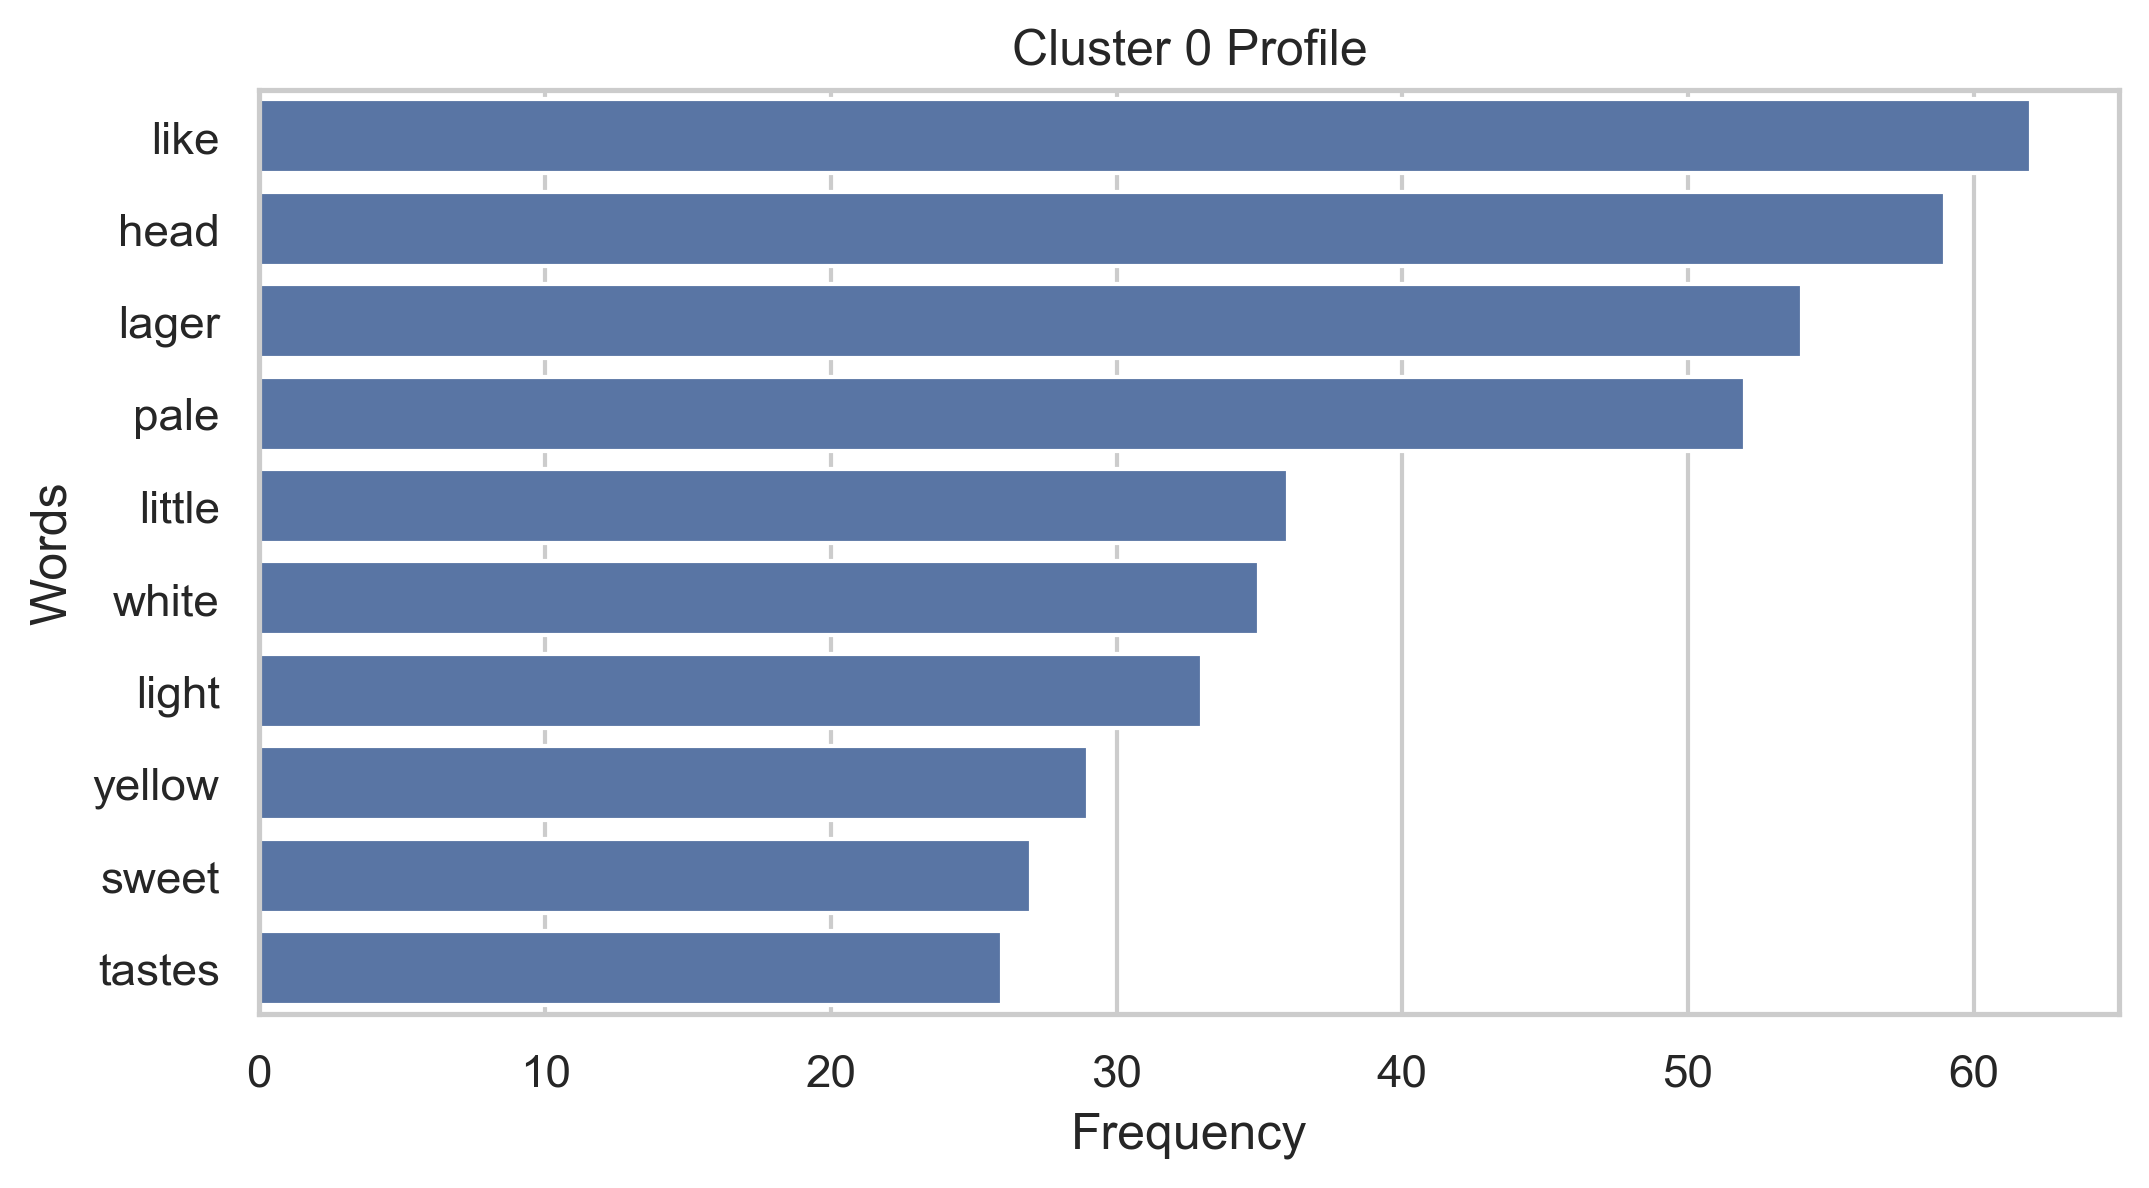 Cluster 0 Profile
like
head
lager
pale
little
white
light
yellow
sweet
tastes
Words
0 10 20 30 40 50 60
Frequency